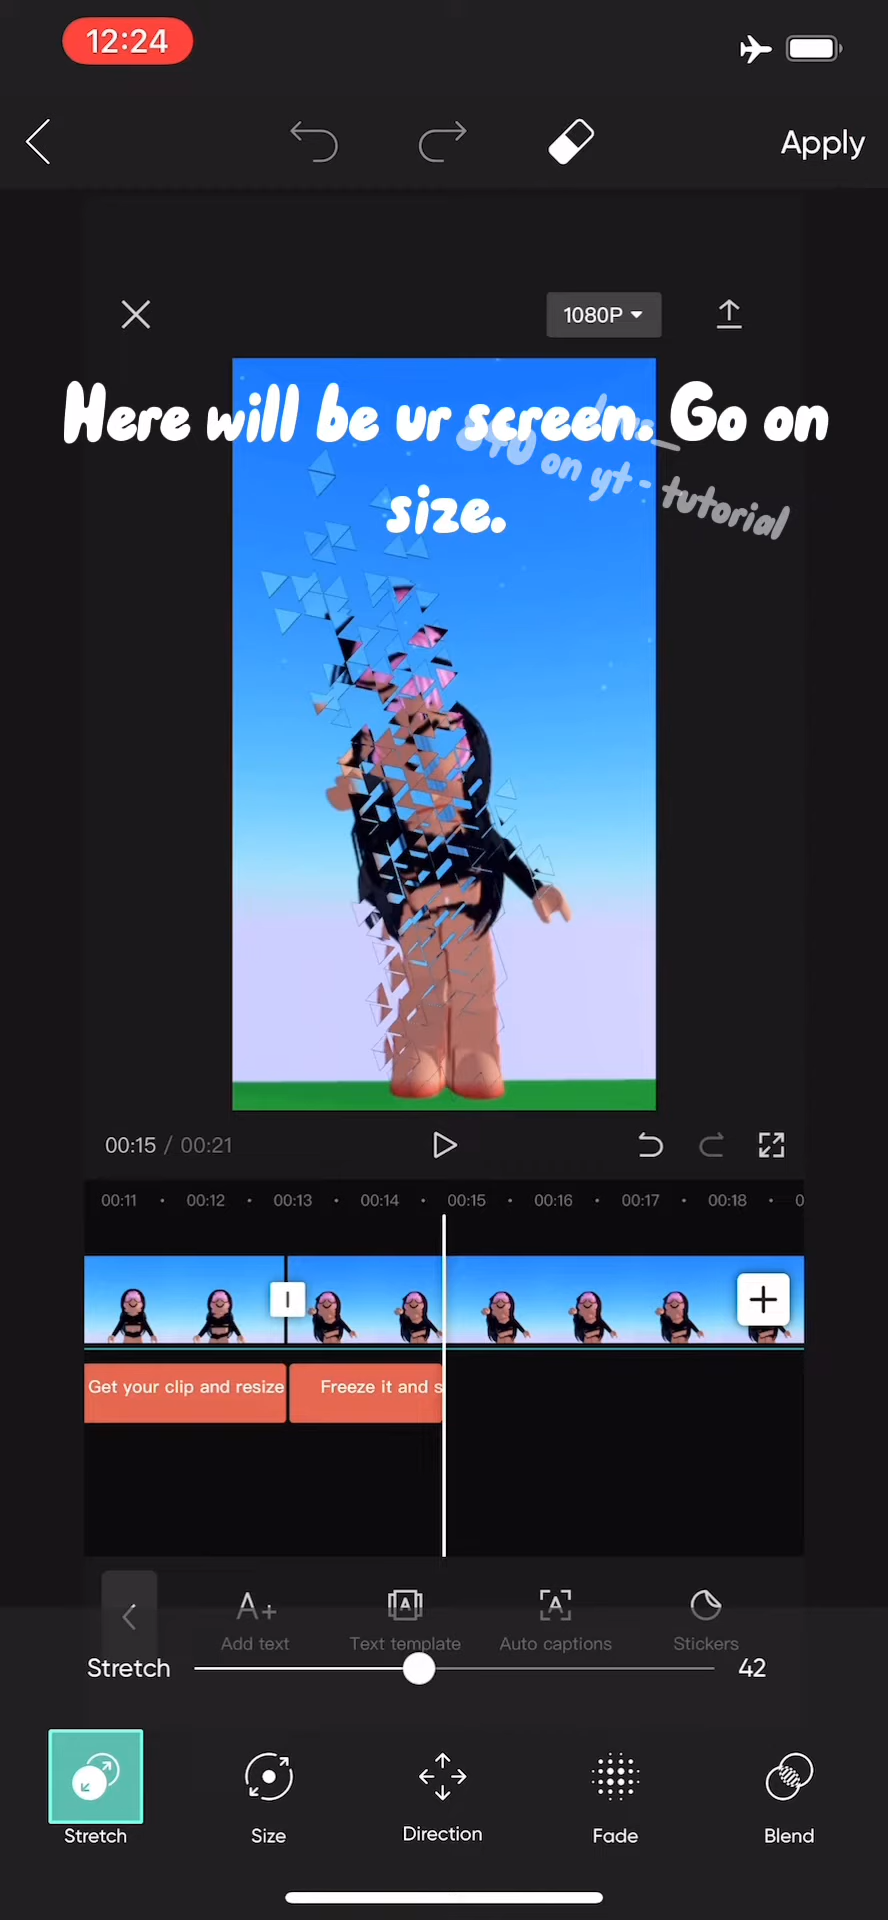 12:24
Apply
1080P
Here will be ur screen. Go on
on yt - tutorial
size.
00:15 / 00:21
00:11 00:12 00:13 00:14 00:15 00:16 00:17 00:18 0
Get your clip and resize Freeze it and s
Add text Text template Auto captions Stickers
Stretch 42
Stretch Size Direction Fade Blend